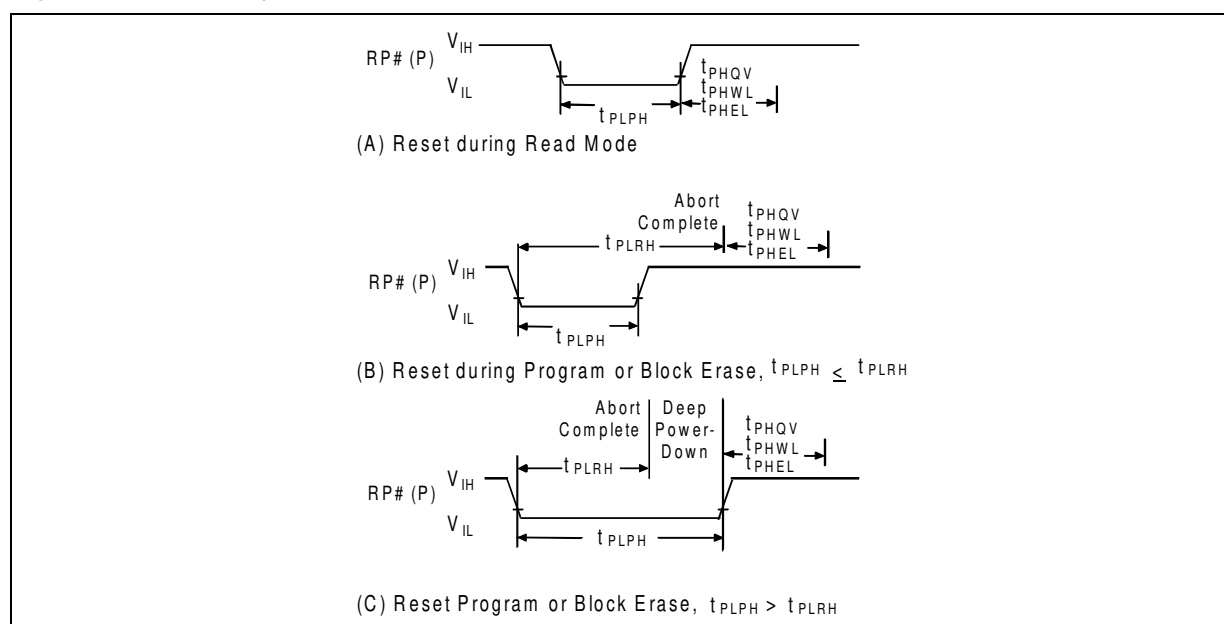 RP# (P)
V IH
V IL
t PLPH
t PHQV
t PHWL
t PHEL
(A) Reset during Read Mode
Abort
Complete
t PLRH
t PHQV
t PHWL
t PHEL
RP# (P)
V IH
V IL
t PLPH
(B) Reset during Program or Block Erase, t PLPH ≤ t PLRH
Abort
Complete
Deep
Power-
Down
t PLRH
t PHQV
t PHWL
t PHEL
RP# (P)
V IH
V IL
t PLPH
(C) Reset Program or Block Erase, t PLPH > t PLRH